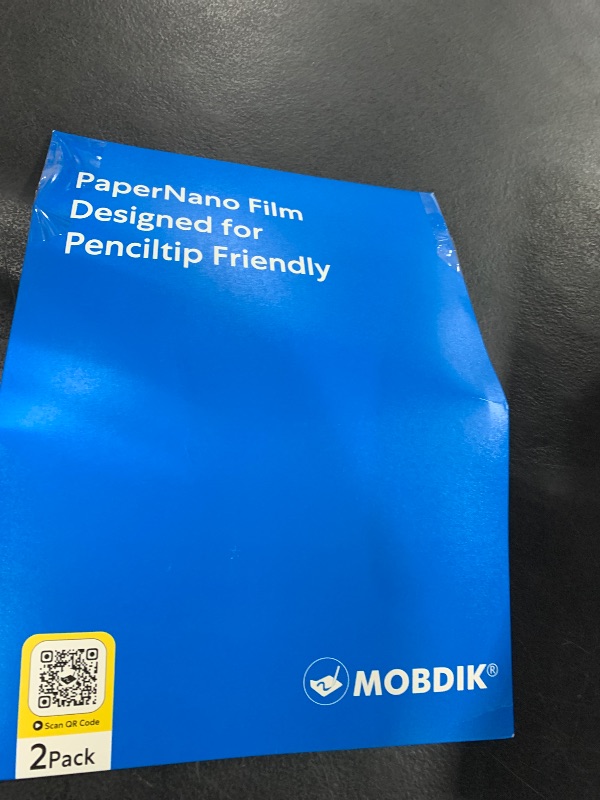 PaperNano Film
Designed for
Penciltip Friendly
MOBDIK®
Scan QR Code
2Pack